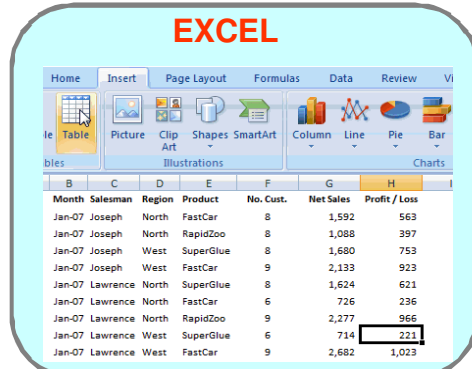 EXCEL
Home Insert Page Layout Formulas Data Review Vi
le Table Picture Clip Art Shapes SmartArt Column Line Pie Bar
bles Illustrations Charts
B C D E F G H I
Month Salesman Region Product No. Cust. Net Sales Profit / Loss
Jan-07 Joseph North FastCar 8 1,592 563
Jan-07 Joseph North RapidZoo 8 1,088 397
Jan-07 Joseph West SuperGlue 8 1,680 753
Jan-07 Joseph West FastCar 9 2,133 923
Jan-07 Lawrence North SuperGlue 8 1,624 621
Jan-07 Lawrence North FastCar 6 726 236
Jan-07 Lawrence North RapidZoo 9 2,277 966
Jan-07 Lawrence West SuperGlue 6 714 221
Jan-07 Lawrence West FastCar 9 2,682 1,023